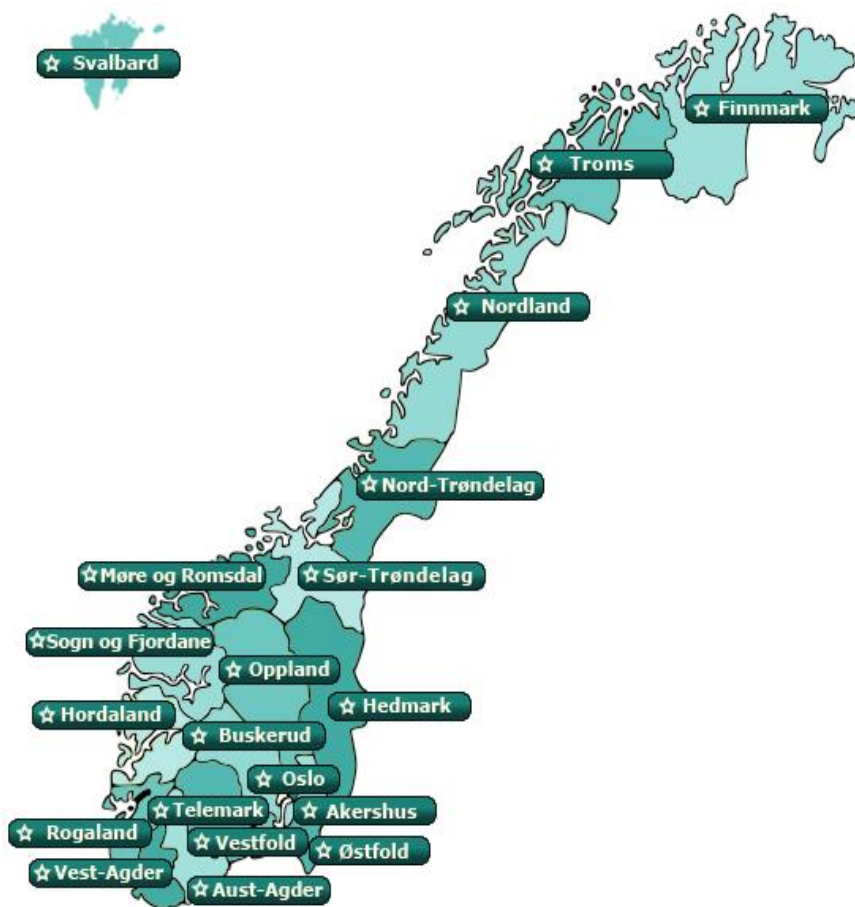 Svalbard
Finnmark
Troms
Nordland
Nord-Trøndelag
Møre og Romsdal
Sør-Trøndelag
Sogn og Fjordane
Oppland
Hedmark
Hordaland
Buskerud
Oslo
Telemark
Akershus
Rogaland
Vestfold
Østfold
Vest-Agder
Aust-Agder